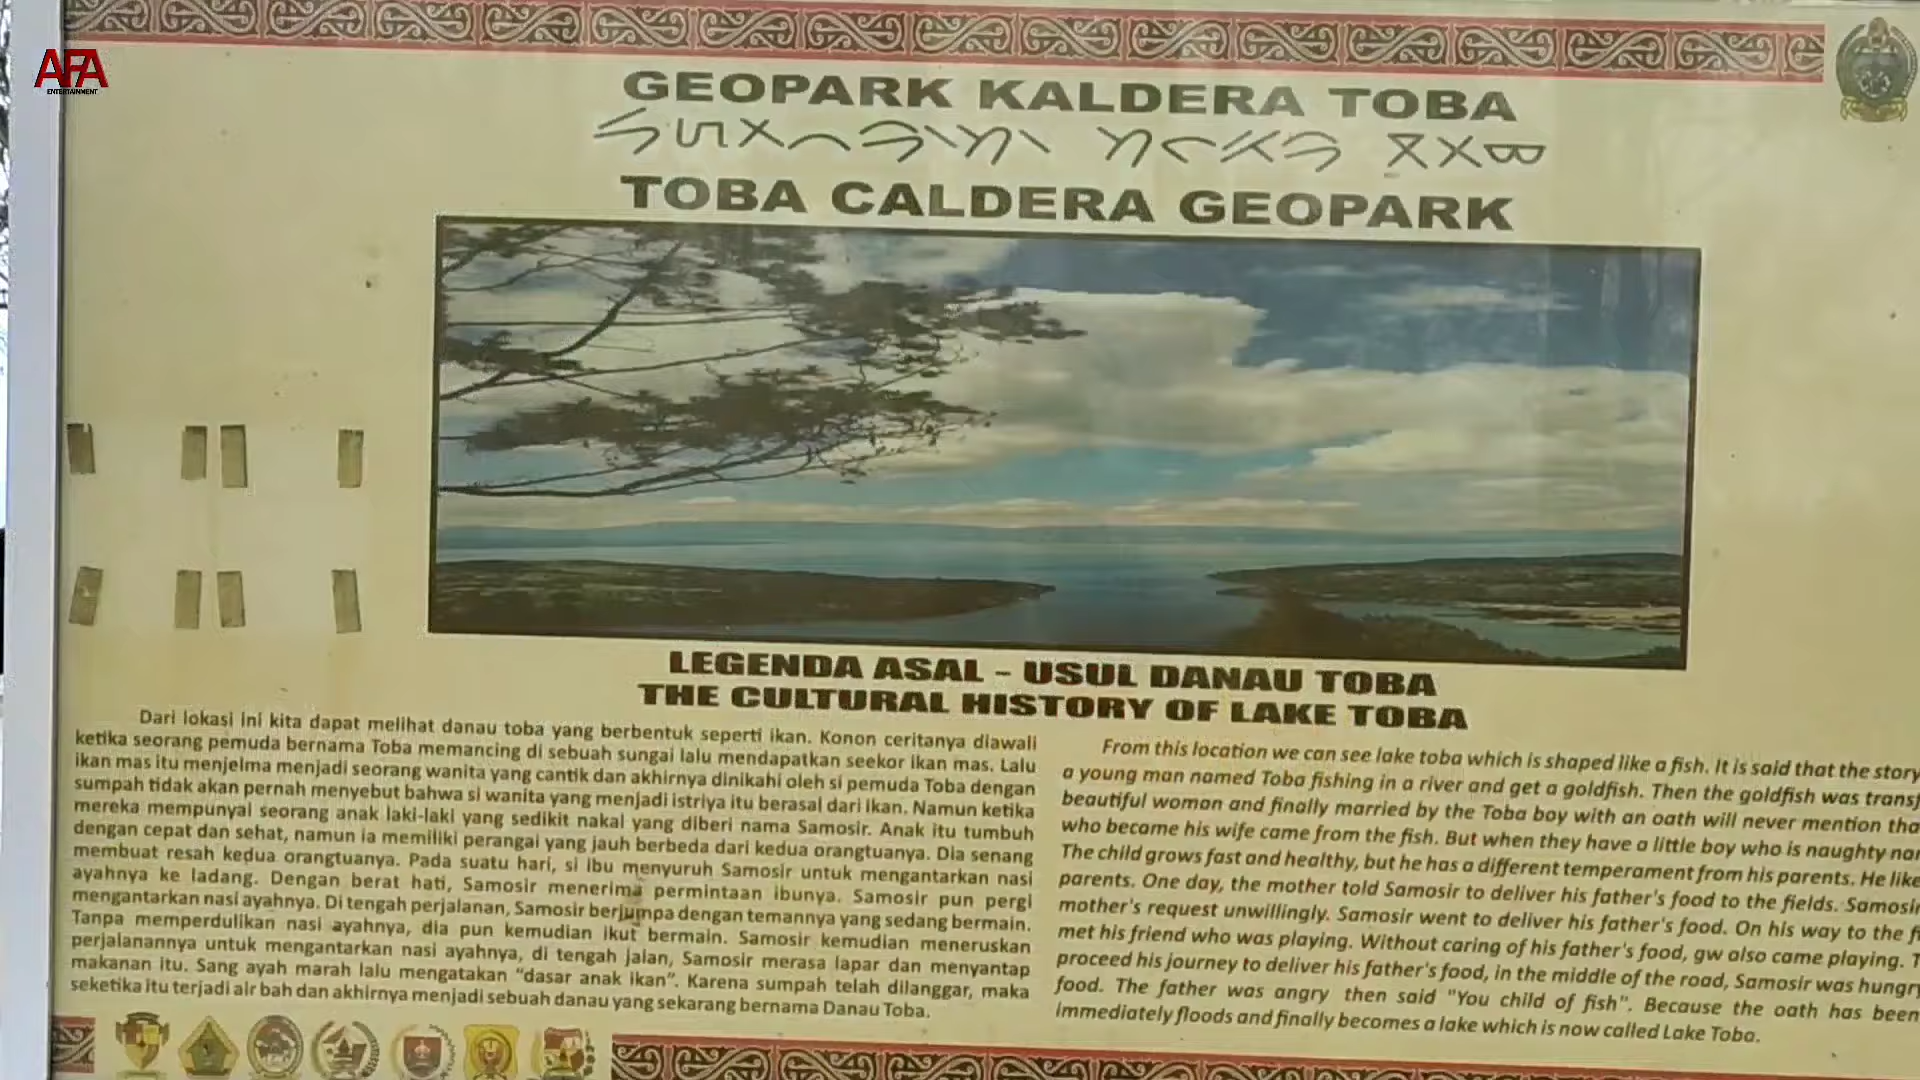 AFA
ENTERTAINMENT
GEOPARK KALDERA TOBA
TOBA CALDERA GEOPARK
LEGENDA ASAL - USUL DANAU TOBA
THE CULTURAL HISTORY OF LAKE TOBA
Dari lokasi ini kita dapat melihat danau toba yang berbentuk seperti ikan. Konon ceritanya diawali
ketika seorang pemuda bernama Toba memancing di sebuah sungai lalu mendapatkan seekor ikan mas. Lalu
ikan mas itu menjelma menjadi seorang wanita yang cantik dan akhirnya dinikahi oleh si pemuda Toba dengan
sumpah tidak akan pernah menyebut bahwa si wanita yang menjadi istriya itu berasal dari ikan. Namun ketika
mereka mempunyai seorang anak laki-laki yang sedikit nakal yang diberi nama Samosir. Anak itu tumbuh
dengan cepat dan sehat, namun ia memiliki perangai yang jauh berbeda dari kedua orangtuanya. Dia senang
membuat resah kedua orangtuanya. Pada suatu hari, si ibu menyuruh Samosir untuk mengantarkan nasi
ayahnya ke ladang. Dengan berat hati, Samosir menerima permintaan ibunya. Samosir pun pergi
mengantarkan nasi ayahnya. Di tengah perjalanan, Samosir berjumpa dengan temannya yang sedang bermain.
Tanpa memperdulikan nasi ayahnya, dia pun kemudian ikut bermain. Samosir kemudian meneruskan
perjalanannya untuk mengantarkan nasi ayahnya, di tengah jalan, Samosir merasa lapar dan menyantap
makanan itu. Sang ayah marah lalu mengatakan "dasar anak ikan". Karena sumpah telah dilanggar, maka
seketika itu terjadi air bah dan akhirnya menjadi sebuah danau yang sekarang bernama Danau Toba.
From this location we can see lake toba which is shaped like a fish. It is said that the story
a young man named Toba fishing in a river and get a goldfish. Then the goldfish was transf
beautiful woman and finally married by the Toba boy with an oath will never mention tha
who became his wife came from the fish. But when they have a little boy who is naughty nam
The child grows fast and healthy, but he has a different temperament from his parents. He like
parents. One day, the mother told Samosir to deliver his father's food to the fields. Samosir
mother's request unwillingly. Samosir went to deliver his father's food. On his way to the fi
met his friend who was playing. Without caring of his father's food, gw also came playing. T
proceed his journey to deliver his father's food, in the middle of the road, Samosir was hungry
food. The father was angry then said "You child of fish". Because the oath has been
immediately floods and finally becomes a lake which is now called Lake Toba.